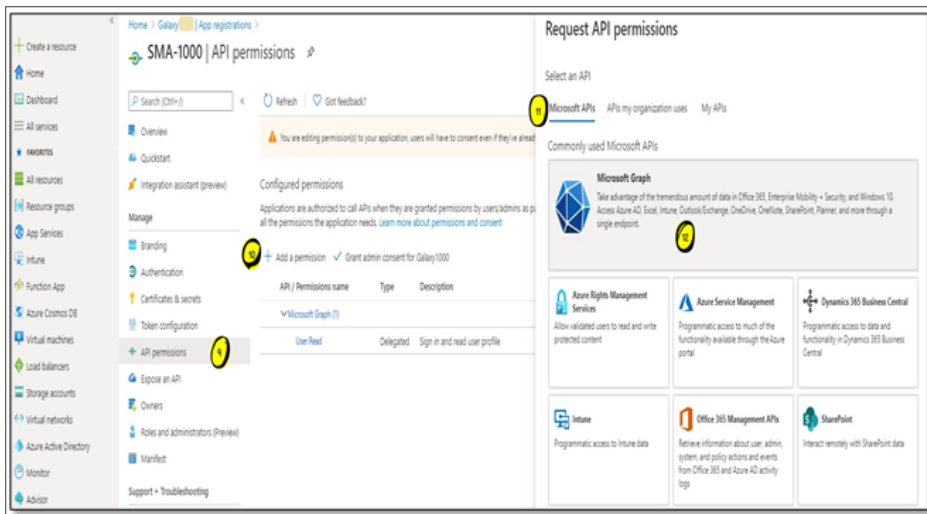 «
Create a resource
Home
Dashboard
All services
FAVORITES
All resources
Resource groups
App Services
Intune
Function App
Azure Cosmos DB
Virtual machines
Load balancers
Storage accounts
Virtual networks
Azure Active Directory
Monitor
Advisor
Home > Galaxy | App registrations >
SMA-1000 | API permissions
Search (Ctrl+/)
«
Overview
Quickstart
Integration assistant (preview)
Manage
Branding
Authentication
Certificates & secrets
Token configuration
API permissions
9
Expose an API
Owners
Roles and administrators (Preview)
Manifest
Support + Troubleshooting
Refresh
Got feedback?
You are editing permission(s) to your application, users will have to consent even if they've already
Configured permissions
Applications are authorized to call APIs when they are granted permissions by users/admins as pa
all the permissions the application needs. Learn more about permissions and consent
10
Add a permission
Grant admin consent for Galaxy1000
API / Permissions name
Type
Description
Microsoft Graph (1)
User.Read
Delegated
Sign in and read user profile
Request API permissions
Select an API
11
Microsoft APIs
APIs my organization uses
My APIs
Commonly used Microsoft APIs
Microsoft Graph
Take advantage of the tremendous amount of data in Office 365, Enterprise Mobility + Security, and Windows 10.
Access Azure AD, Excel, Intune, Outlook/Exchange, OneDrive, OneNote, SharePoint, Planner, and more through a
single endpoint.
12
Azure Rights Management
Services
Allow validated users to read and write
protected content
Azure Service Management
Programmatic access to much of the
functionality available through the Azure
portal
Dynamics 365 Business Central
Programmatic access to data and
functionality in Dynamics 365 Business
Central
Intune
Programmatic access to Intune data
Office 365 Management APIs
Retrieve information about user, admin,
system, and policy actions and events
from Office 365 and Azure AD activity
logs
SharePoint
Interact remotely with SharePoint data